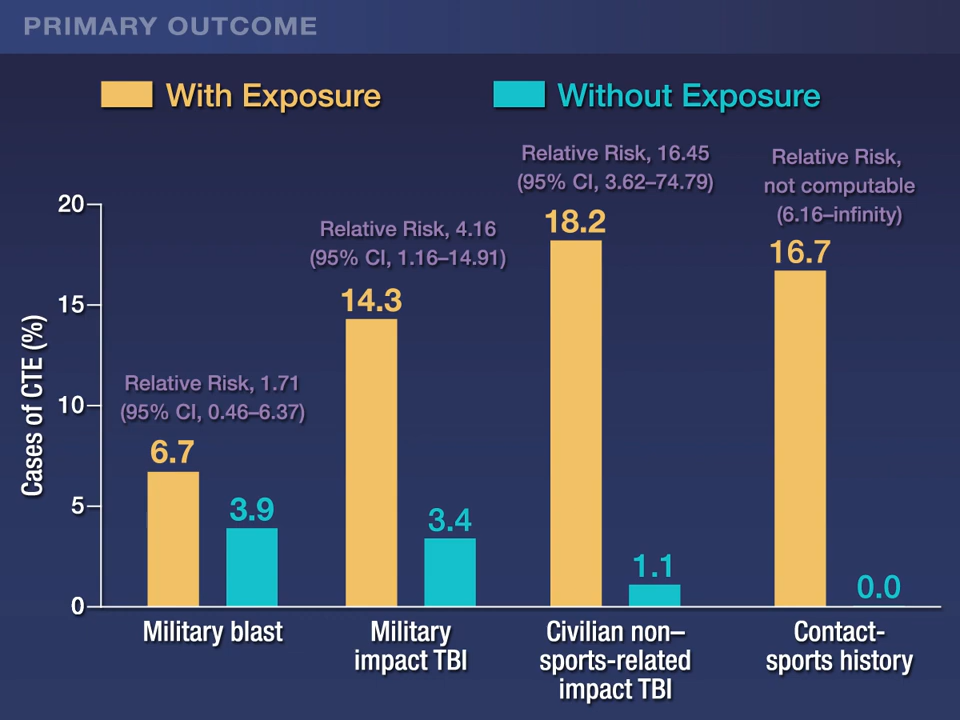 PRIMARY OUTCOME
With Exposure
Without Exposure
Relative Risk, 16.45
(95% CI, 3.62–74.79)
Relative Risk,
not computable
(6.16–infinity)
Relative Risk, 4.16
(95% CI, 1.16–14.91)
Relative Risk, 1.71
(95% CI, 0.46–6.37)
20
15
10
5
0
Cases of CTE (%)
6.7
3.9
14.3
3.4
18.2
1.1
16.7
0.0
Military blast
Military
impact TBI
Civilian non–
sports-related
impact TBI
Contact-
sports history